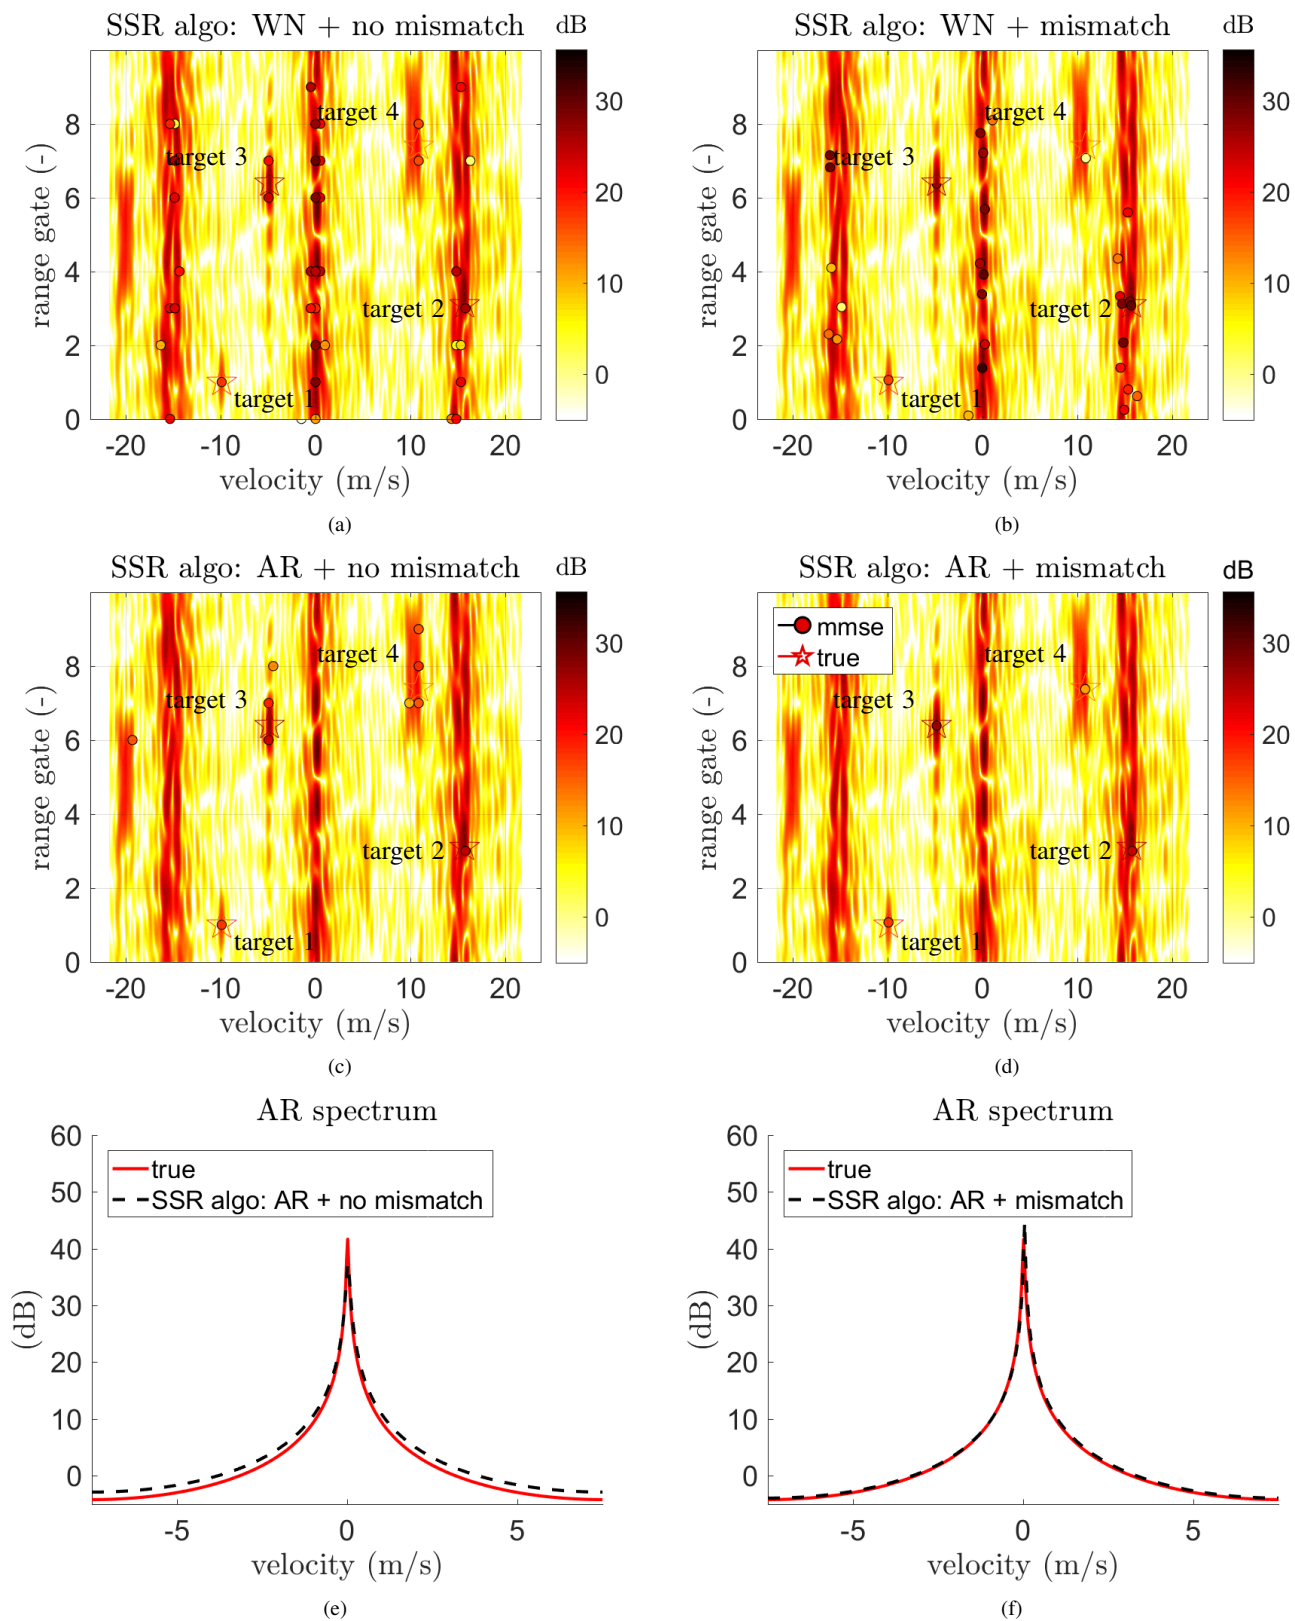 SSR algo: WN + no mismatch
dB
target 4
target 3
target 2
target 1
range gate (-)
8
6
4
2
0
-20 -10 0 10 20
velocity (m/s)
30
20
10
0
(a)
SSR algo: WN + mismatch
dB
target 4
target 3
target 2
target 1
range gate (-)
8
6
4
2
0
-20 -10 0 10 20
velocity (m/s)
30
20
10
0
(b)
SSR algo: AR + no mismatch
dB
target 4
target 3
target 2
target 1
range gate (-)
8
6
4
2
0
-20 -10 0 10 20
velocity (m/s)
30
20
10
0
(c)
SSR algo: AR + mismatch
dB
mmse
true
target 4
target 3
target 2
target 1
range gate (-)
8
6
4
2
0
-20 -10 0 10 20
velocity (m/s)
30
20
10
0
(d)
AR spectrum
true
SSR algo: AR + no mismatch
(dB)
60
50
40
30
20
10
0
-5 0 5
velocity (m/s)
(e)
AR spectrum
true
SSR algo: AR + mismatch
(dB)
60
50
40
30
20
10
0
-5 0 5
velocity (m/s)
(f)